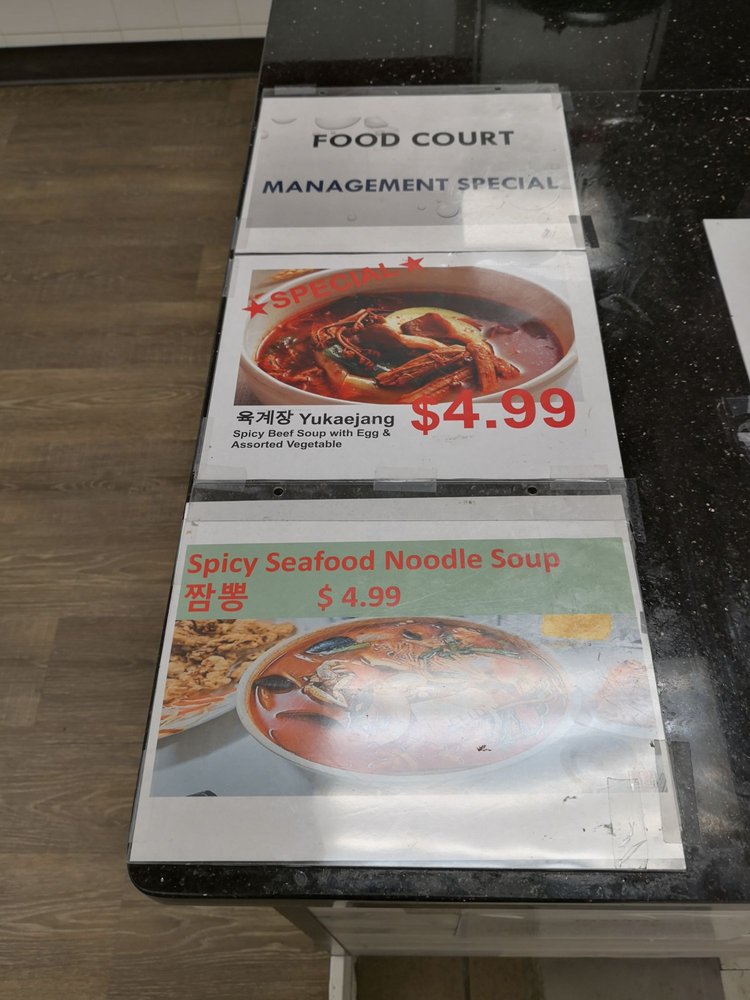 FOOD COURT
MANAGEMENT SPECIAL
★SPECIAL★
육계장 Yukaejang $4.99
Spicy Beef Soup with Egg &
Assorted Vegetable
Spicy Seafood Noodle Soup
짬뽕 $ 4.99